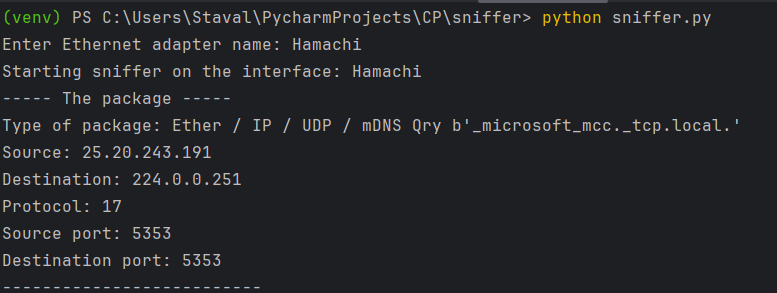 (venv) PS C:\Users\Staval\PycharmProjects\CP\sniffer> python sniffer.py
Enter Ethernet adapter name: Hamachi
Starting sniffer on the interface: Hamachi
----- The package -----
Type of package: Ether / IP / UDP / mDNS Qry b'_microsoft_mcc._tcp.local.'
Source: 25.20.243.191
Destination: 224.0.0.251
Protocol: 17
Source port: 5353
Destination port: 5353
--------------------------